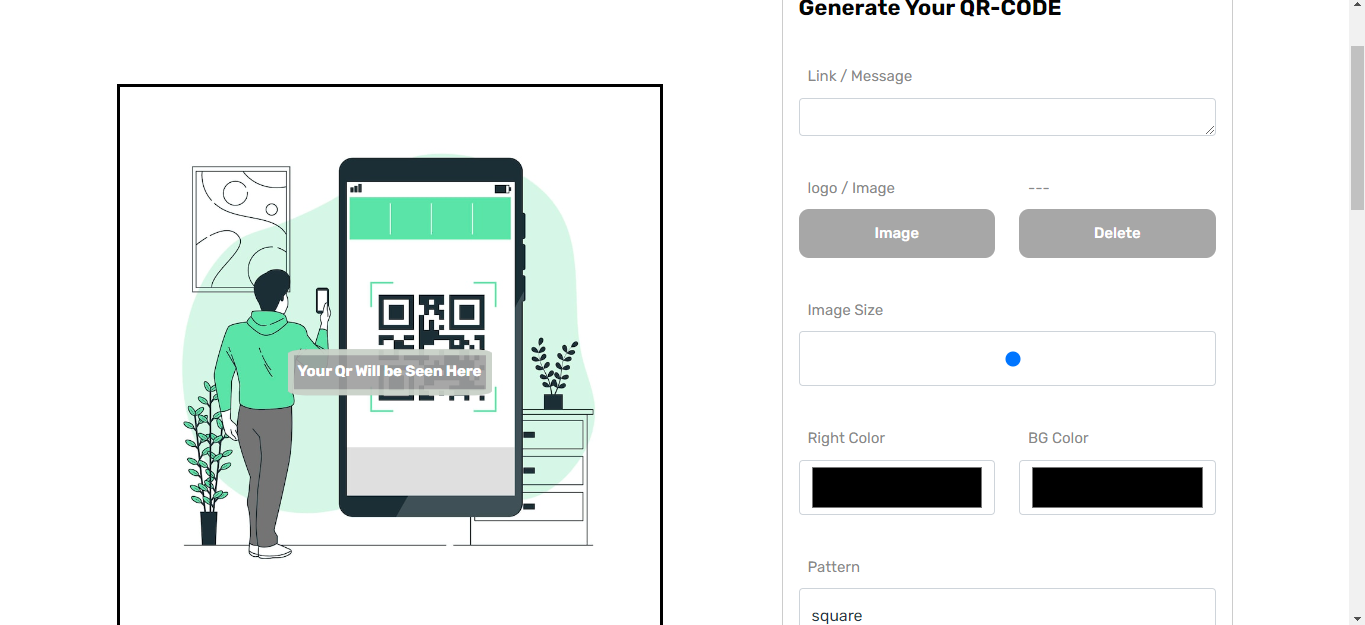 Generate Your QR-CODE
Link / Message
logo / Image
---
Image
Delete
Image Size
Right Color
BG Color
Pattern
square
Your Qr Will be Seen Here